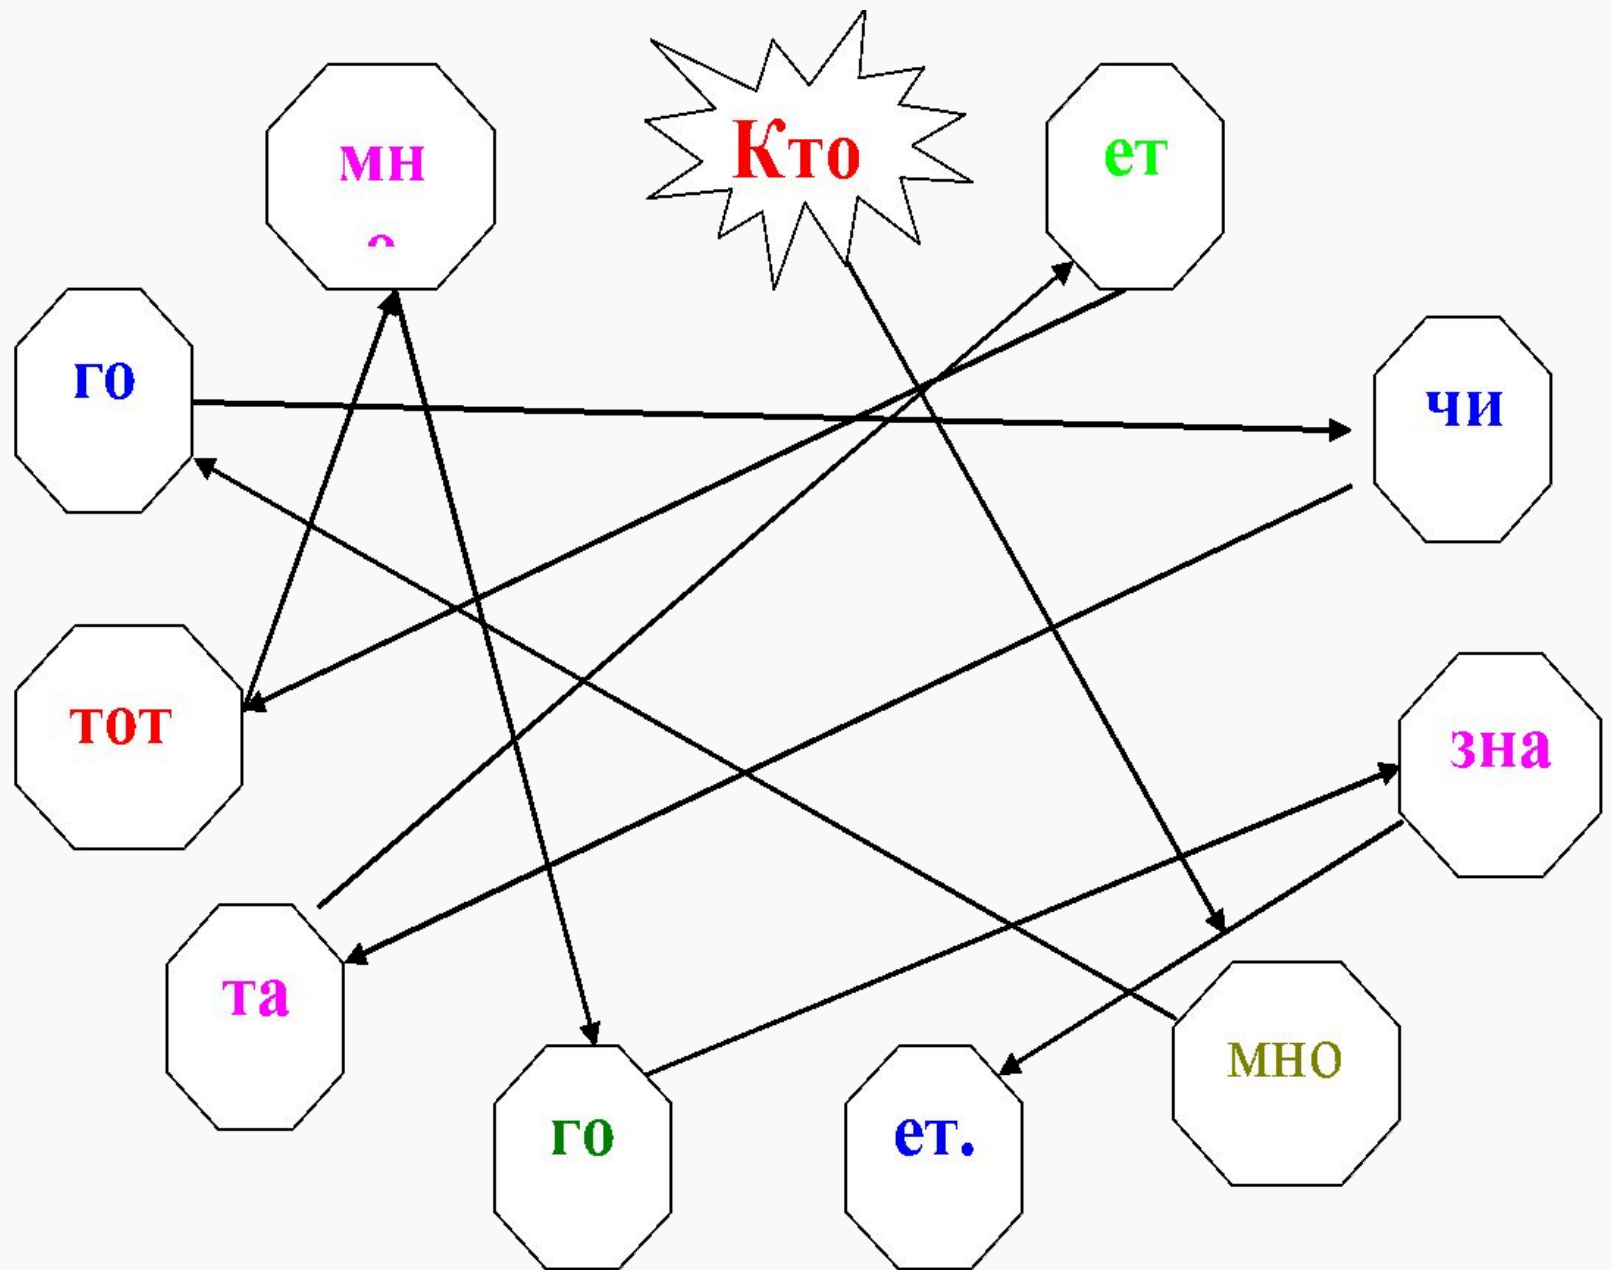 мн
о
Кто
ет
го
чи
тот
зна
та
го
ет.
мно